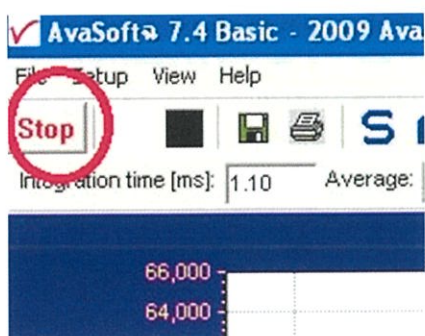 AvaSoft® 7.4 Basic - 2009 Ava
File Setup View Help
Stop S
Integration time [ms]: 1.10 Average:
66,000
64,000